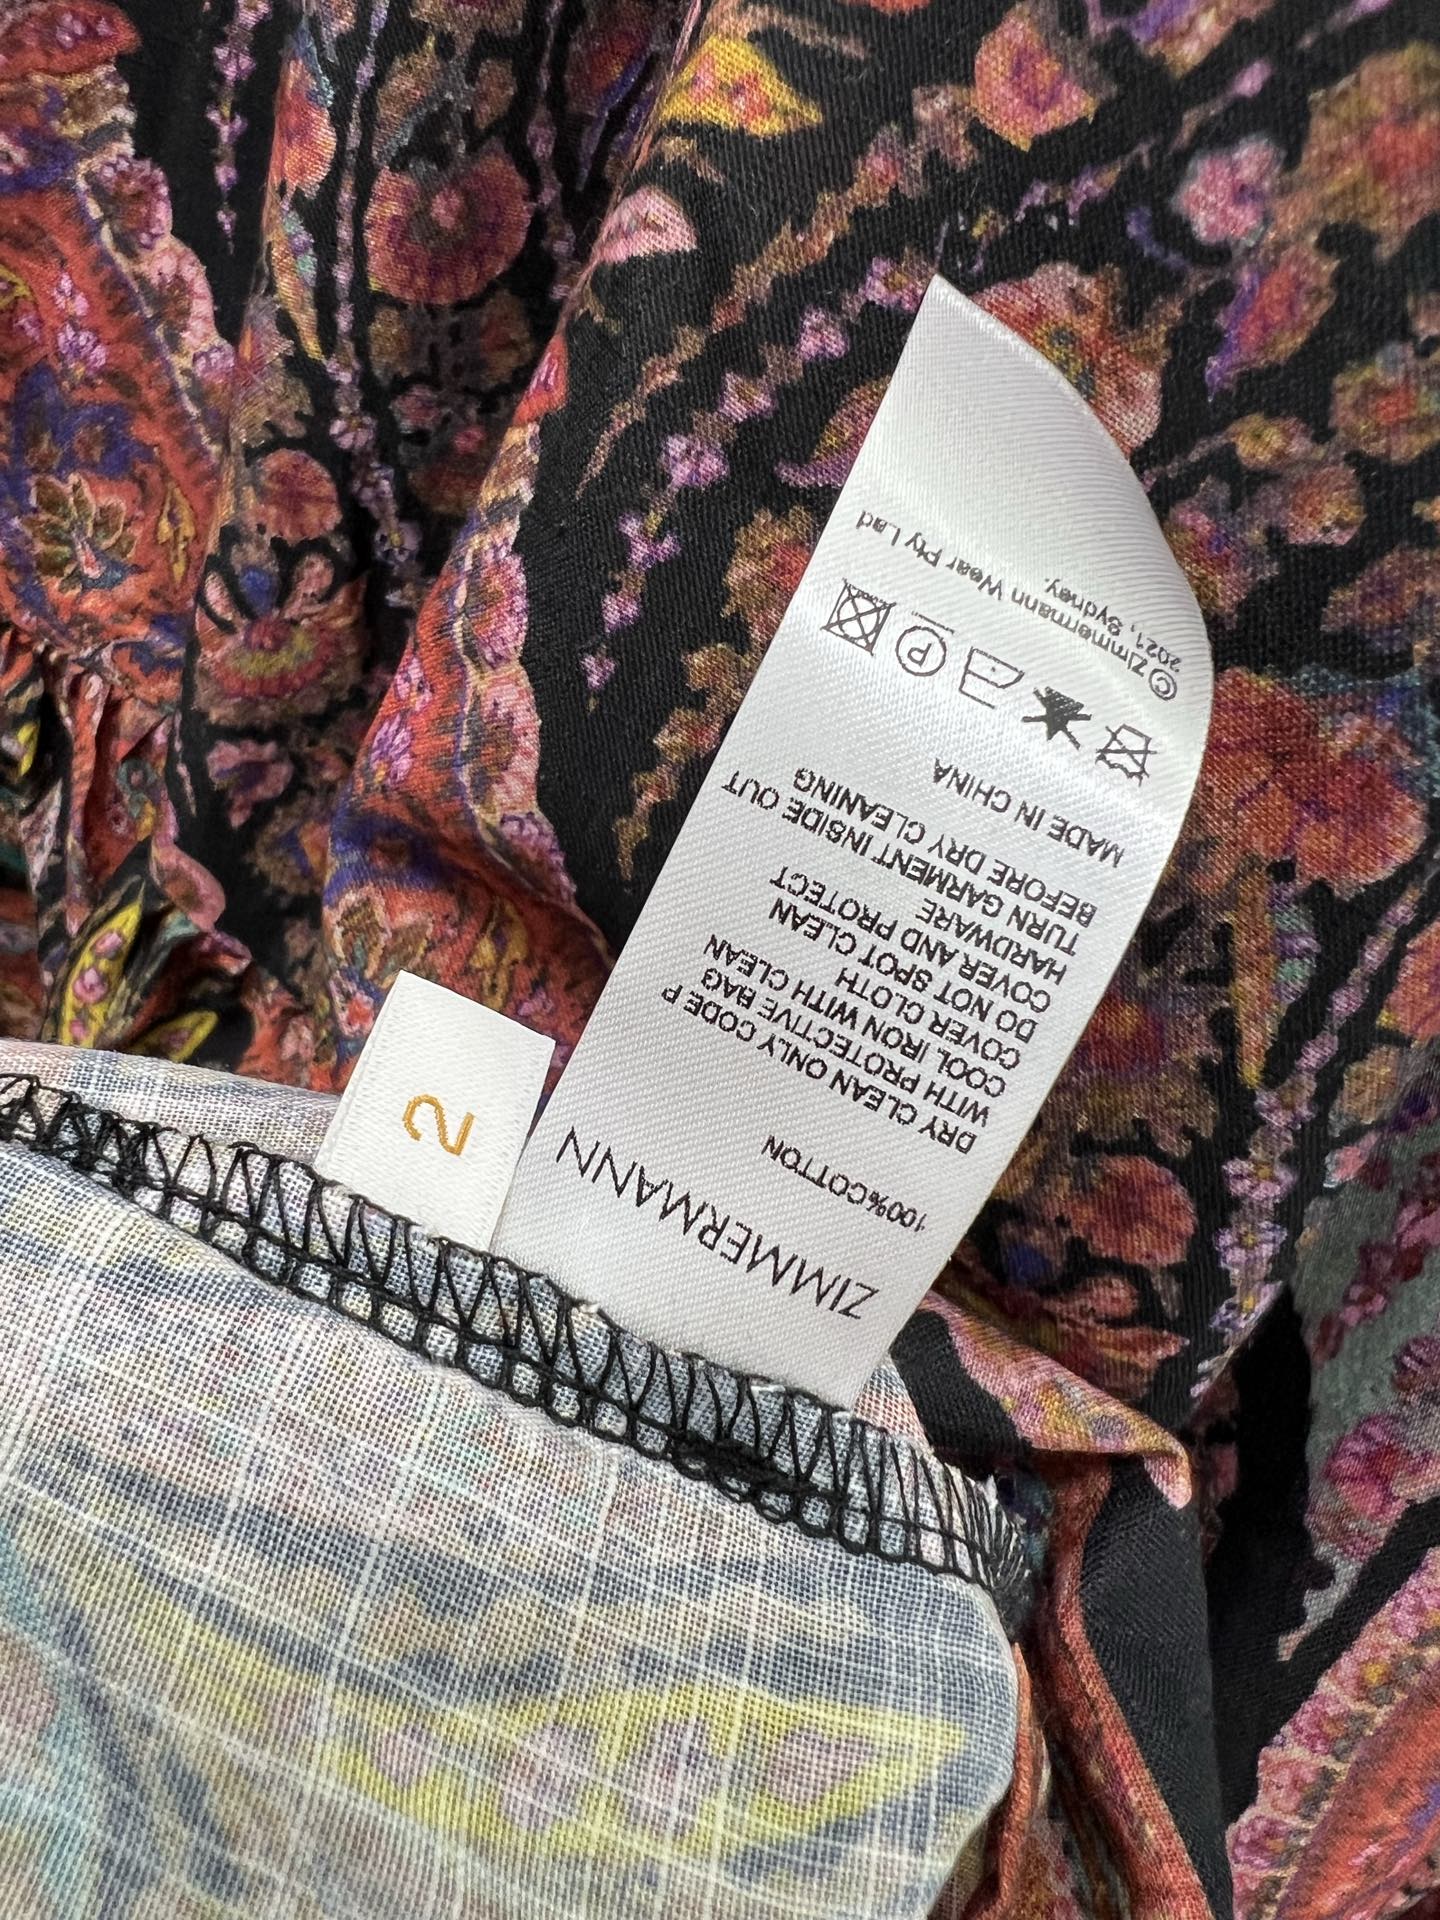 ZIMMERMANN
100%COTTON
DRY CLEAN ONLY CODE P
WITH PROTECTIVE BAG
COOL IRON WITH CLEAN
COVER CLOTH
DO NOT SPOT CLEAN
COVER AND PROTECT
HARDWARE
TURN GARMENT INSIDE OUT
BEFORE DRY CLEANING
MADE IN CHINA
P
© Zimmermann Wear Pty Lad
2021, Sydney.
2